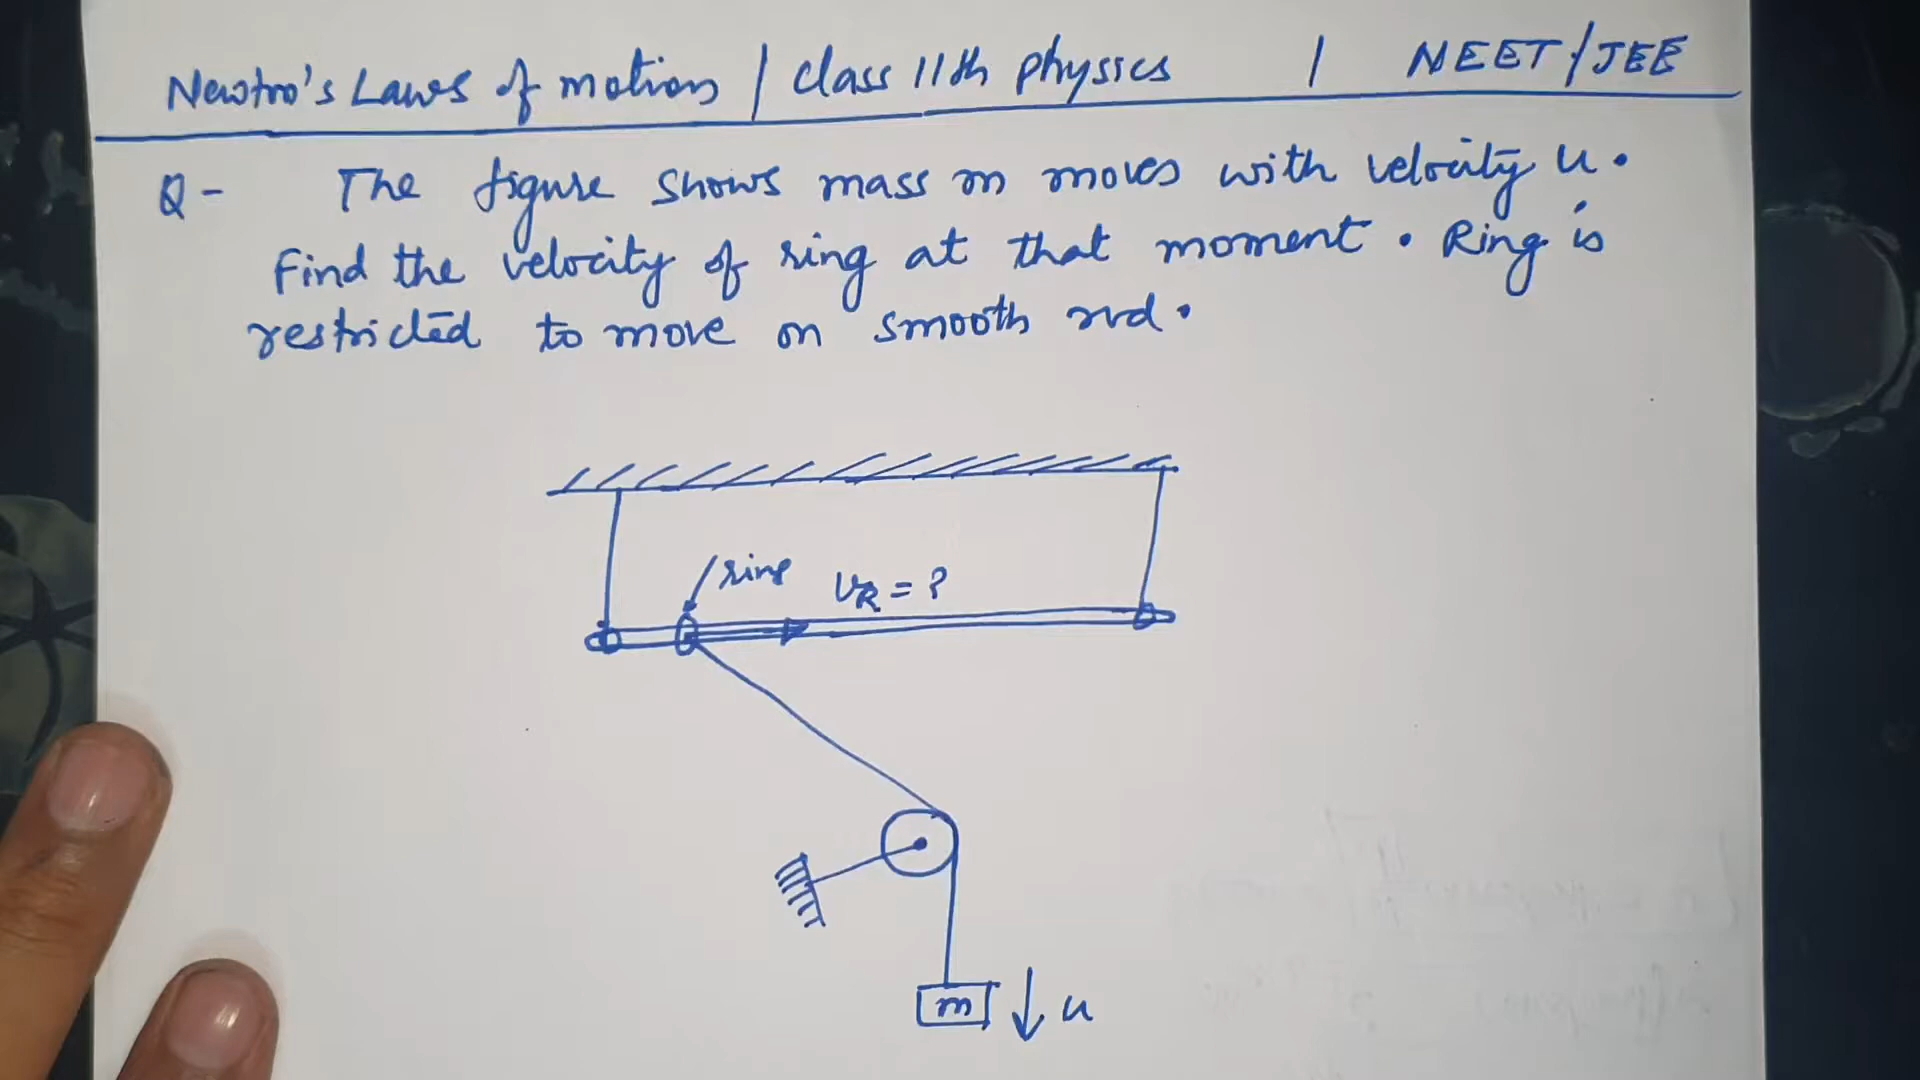 Newtro's Laws of motion / class 11th physics / NEET/JEE
Q- The figure shows mass m moves with velocity u.
Find the velocity of ring at that moment. Ring is
restricted to move on smooth rod.
ring
VR = ?
m
u